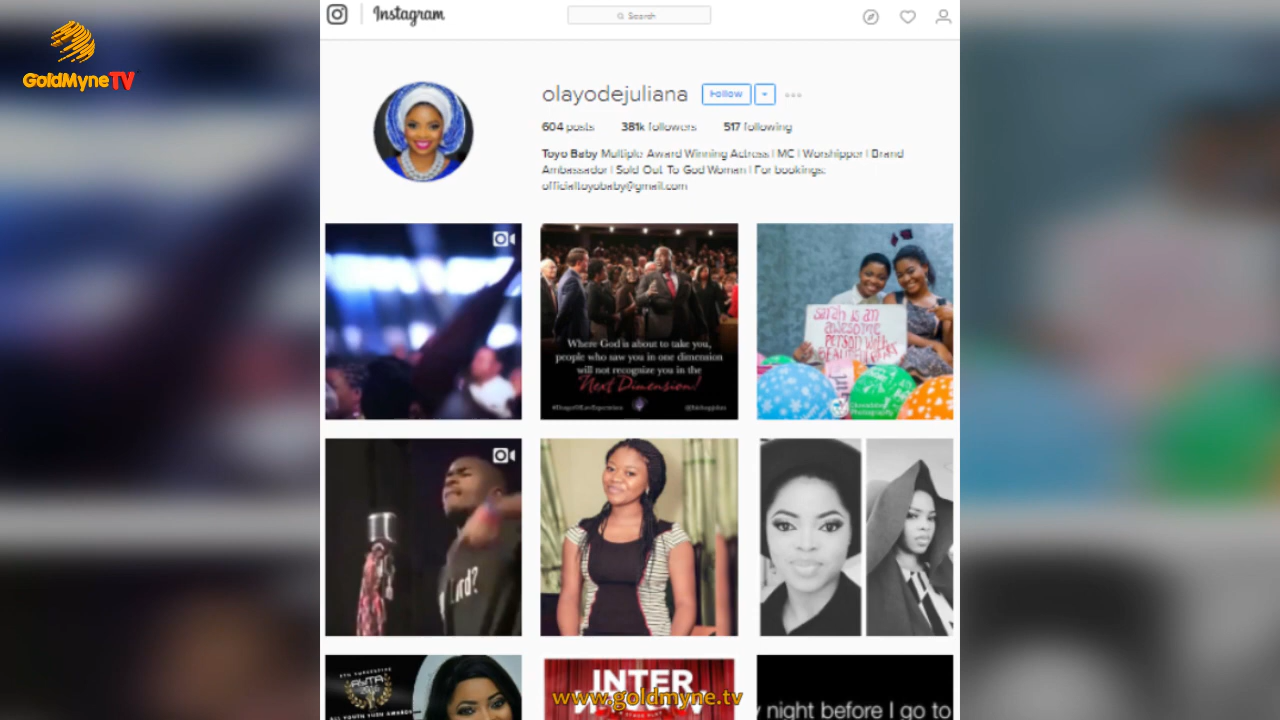 GoldMyneTV
Instagram
Search
olayodejuliana Follow
604 posts 381k followers 517 following
Toyo Baby Multiple Award Winning Actress | MC | Worshipper | Brand
Ambassador | Sold Out To God Woman | For bookings:
officialtoyobaby@gmail.com
Where God is about to take you,
people who saw you in one dimension
will not recognize you in the
Next Dimension!
Sarah is an
awesome
person with
Photography
Lord?
INTER
www.goldmyne.tv
night before I go to